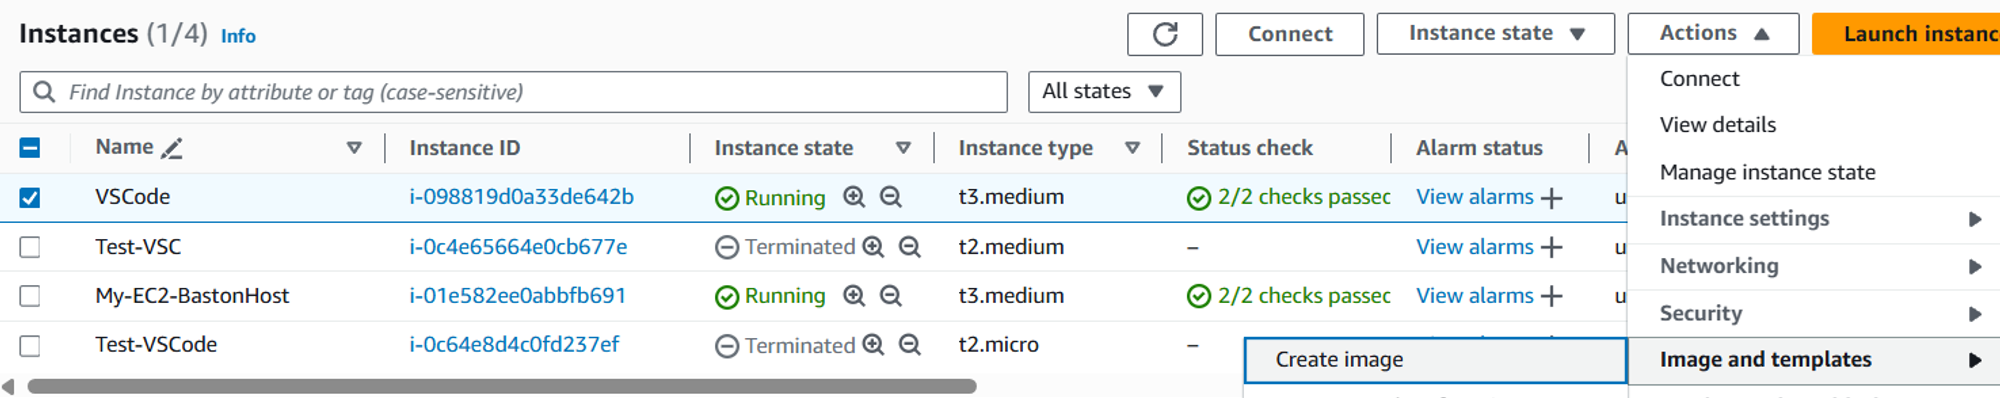 Instances (1/4) Info
Connect
Instance state
Actions
Launch instanc
Find Instance by attribute or tag (case-sensitive)
All states
Name Instance ID Instance state Instance type Status check Alarm status A
VSCode i-098819d0a33de642b Running t3.medium 2/2 checks passec View alarms + u
Test-VSC i-0c4e65664e0cb677e Terminated t2.medium – View alarms + u
My-EC2-BastonHost i-01e582ee0abbfb691 Running t3.medium 2/2 checks passec View alarms + u
Test-VSCode i-0c64e8d4c0fd237ef Terminated t2.micro –
Connect
View details
Manage instance state
Instance settings
Networking
Security
Image and templates
Create image